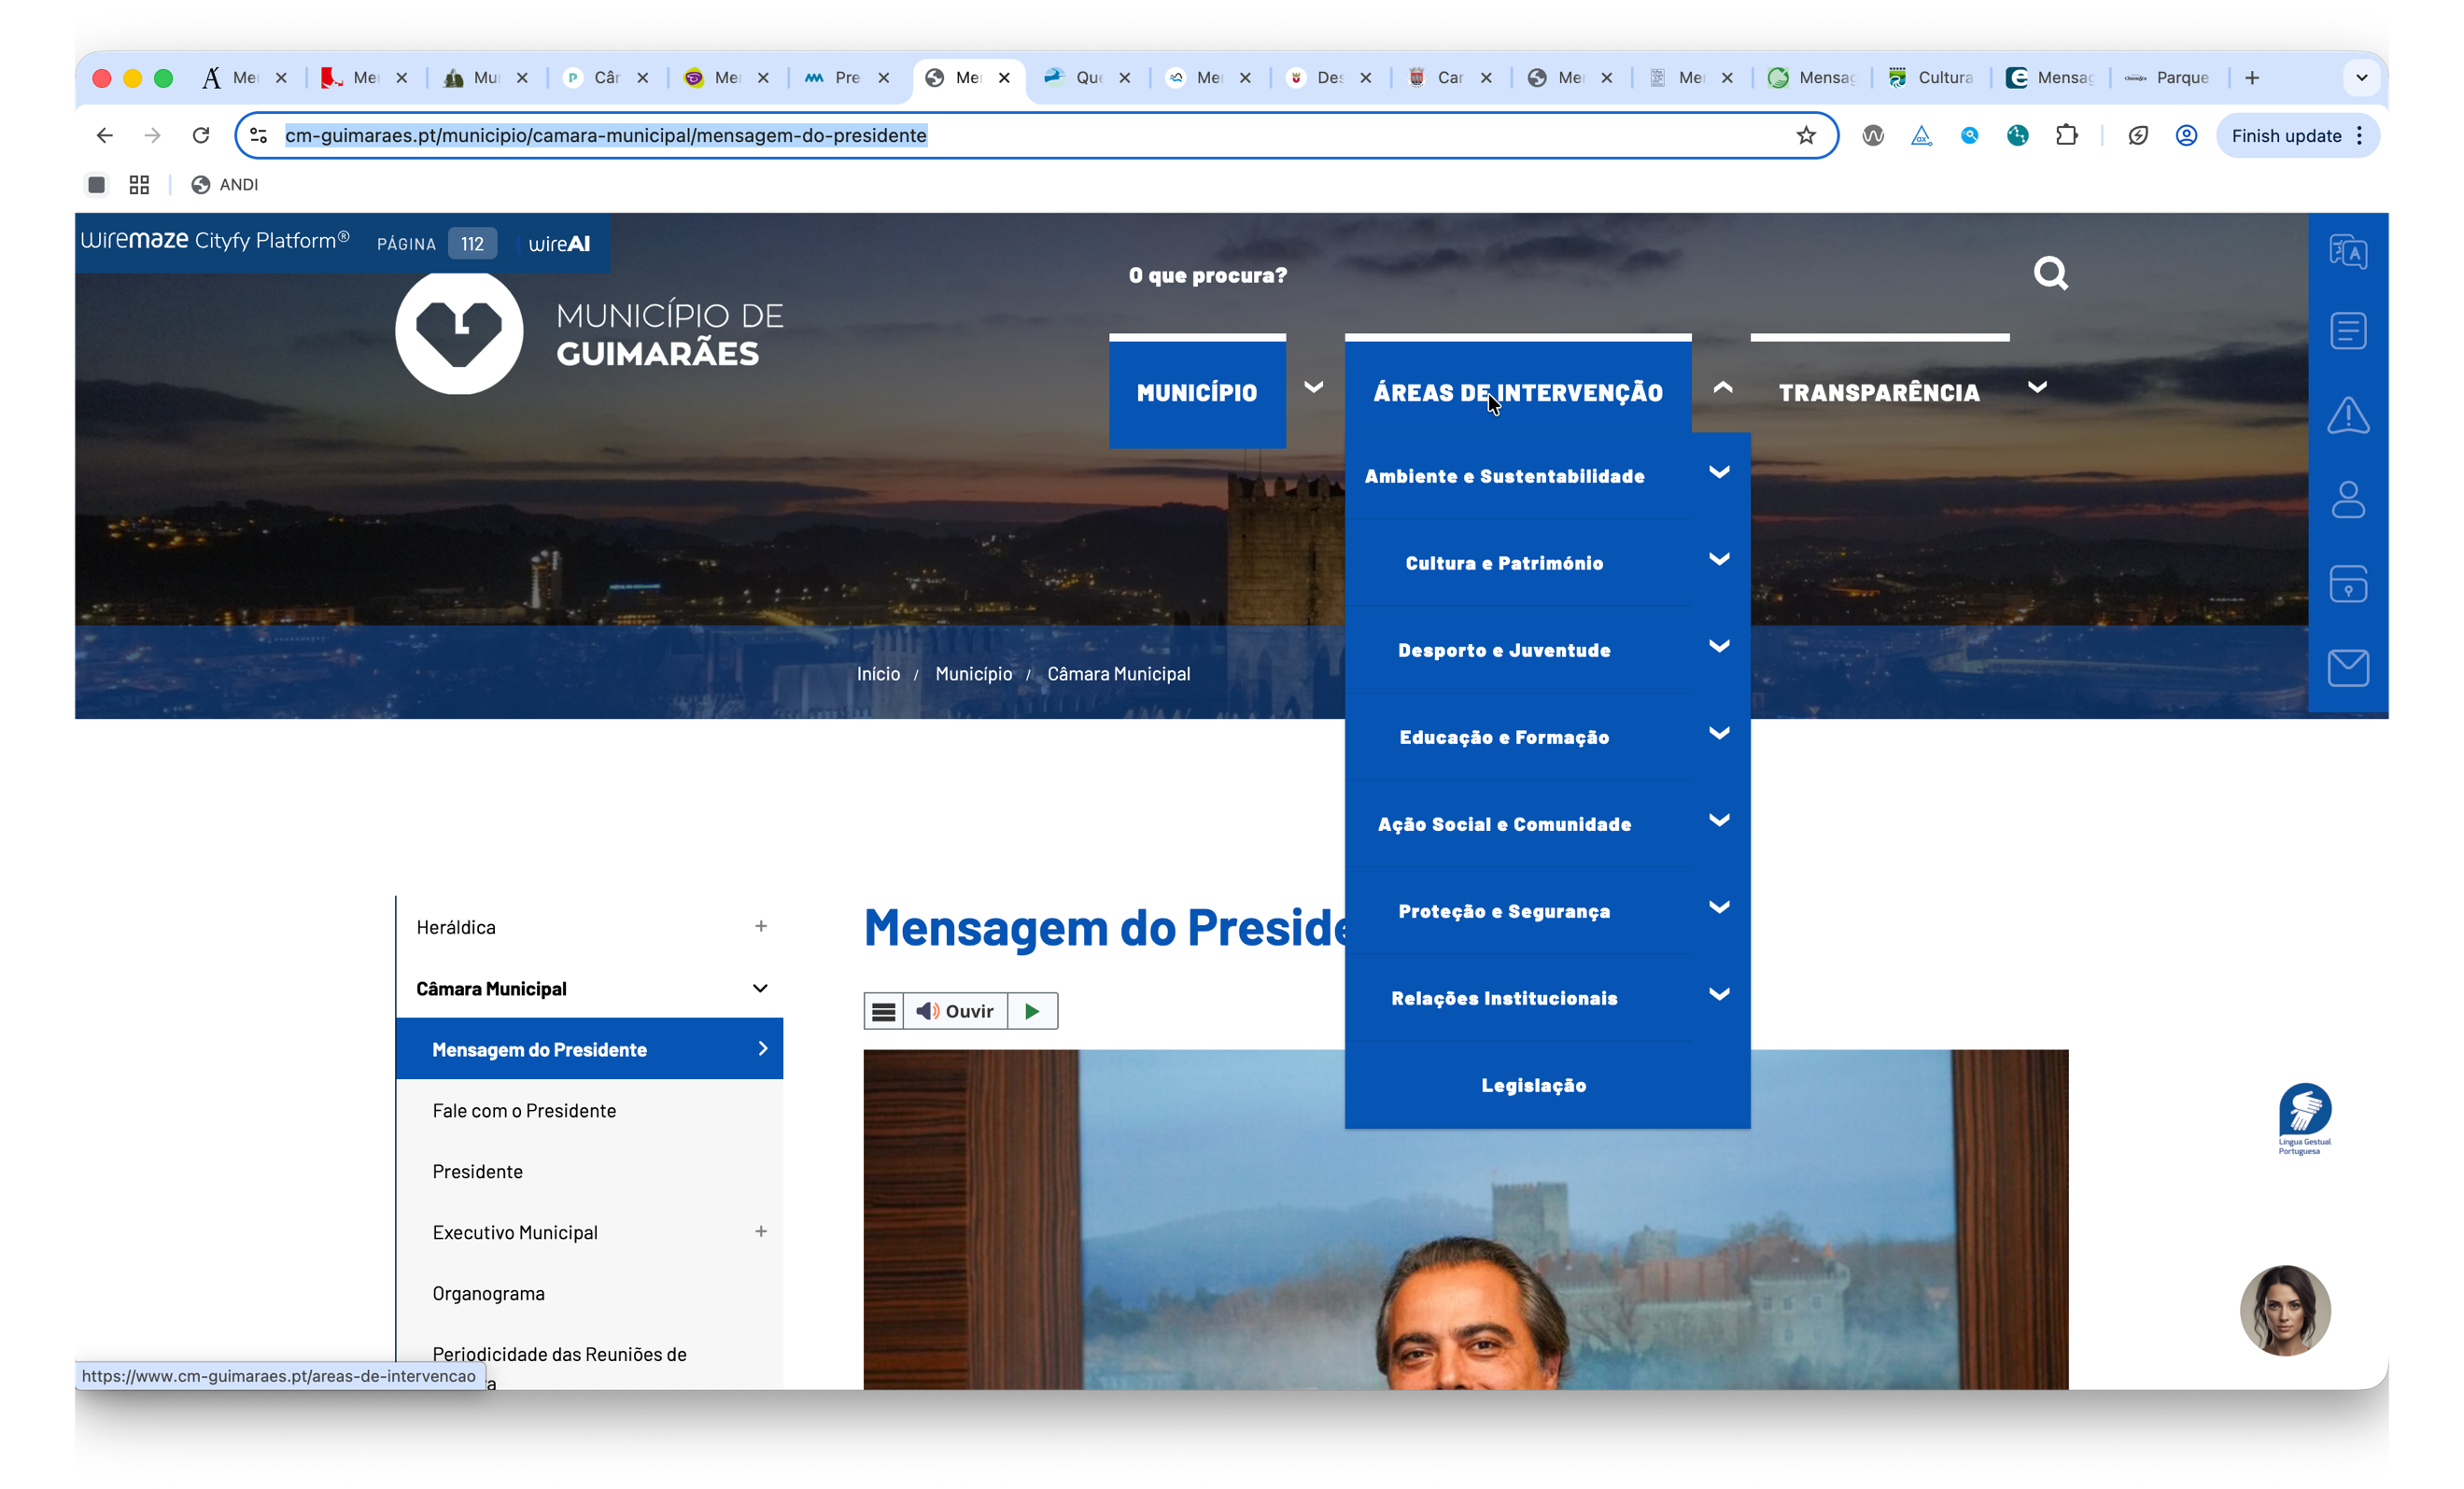 Me
Me
Mu
Câr
Me
Pre
Me
Que
Me
Des
Car
Me
Me
Mensag
Cultura
Mensag
Parque
cm-guimaraes.pt/municipio/camara-municipal/mensagem-do-presidente
Finish update
ANDI
wiremaze Cityfy Platform®
PÁGINA 112
wireAI
MUNICÍPIO DE
GUIMARÃES
O que procura?
MUNICÍPIO
ÁREAS DE INTERVENÇÃO
TRANSPARÊNCIA
Ambiente e Sustentabilidade
Cultura e Património
Desporto e Juventude
Educação e Formação
Ação Social e Comunidade
Proteção e Segurança
Relações Institucionais
Legislação
Início / Município / Câmara Municipal
Heráldica
Câmara Municipal
Mensagem do Presidente
Fale com o Presidente
Presidente
Executivo Municipal
Organograma
Periodicidade das Reuniões de
Mensagem do Preside
Ouvir
Língua Gestual
Portuguesa
https://www.cm-guimaraes.pt/areas-de-intervencao